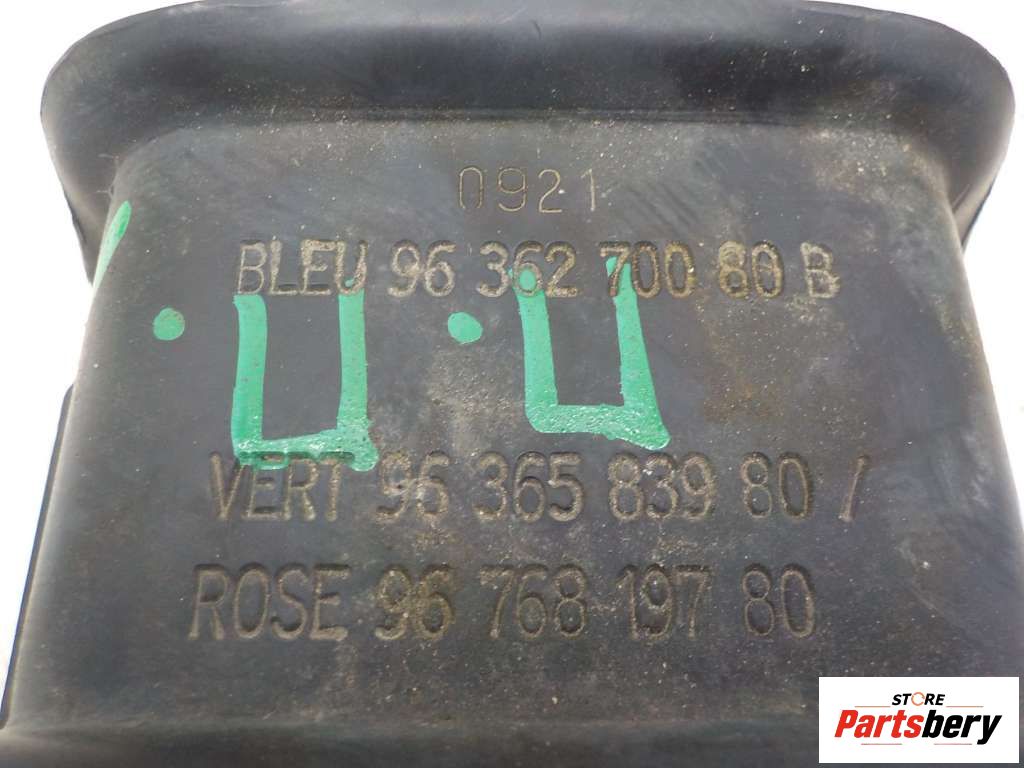 0921
BLEU 96 362 700 80 B
VERT 96 365 839 80 /
ROSE 96 768 197 80
STORE
Partsbery